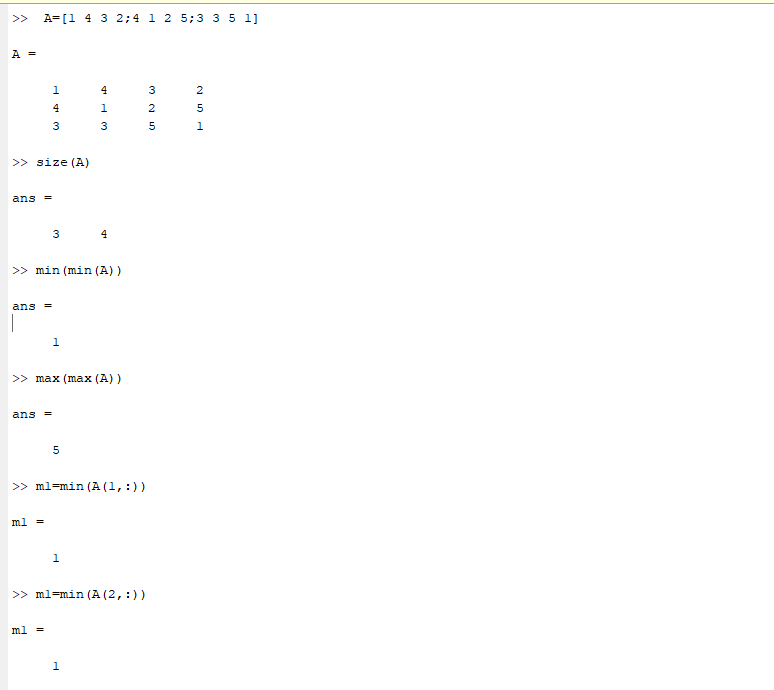 >> A=[1 4 3 2;4 1 2 5;3 3 5 1]
A =
1 4 3 2
4 1 2 5
3 3 5 1
>> size(A)
ans =
3 4
>> min(min(A))
ans =
1
>> max(max(A))
ans =
5
>> m1=min(A(1,:))
m1 =
1
>> m1=min(A(2,:))
m1 =
1